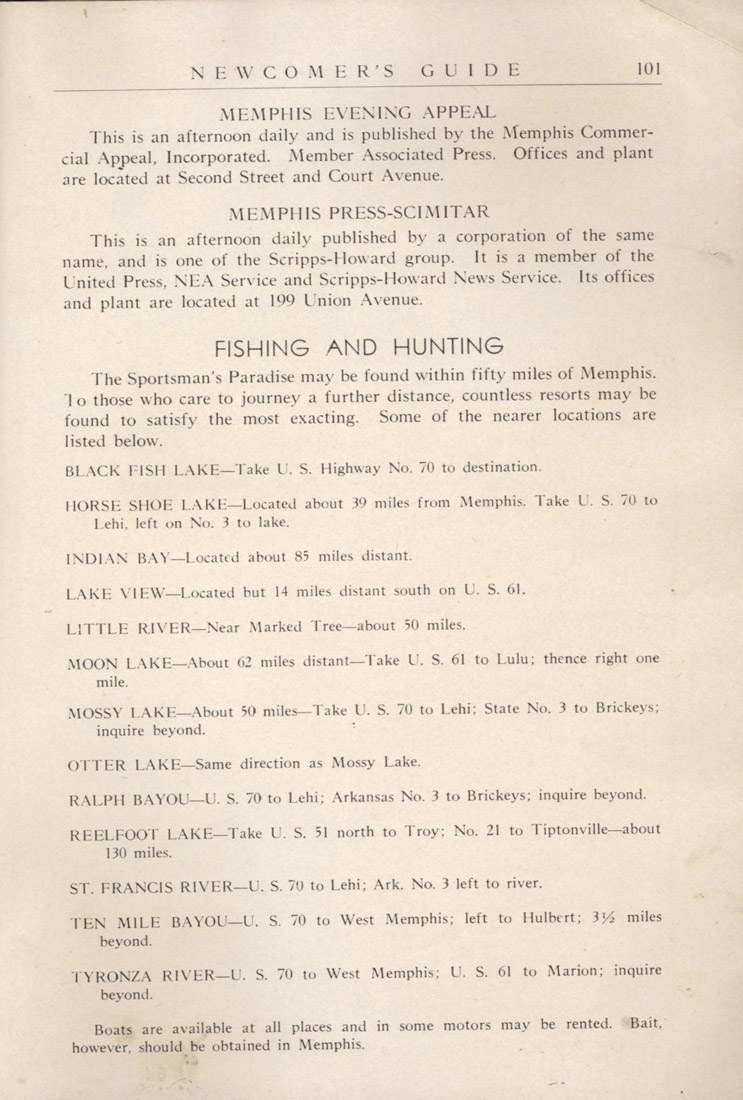 NEWCOMER'S GUIDE 101
MEMPHIS EVENING APPEAL
This is an afternoon daily and is published by the Memphis Commer-
cial Appeal, Incorporated. Member Associated Press. Offices and plant
are located at Second Street and Court Avenue.
MEMPHIS PRESS-SCIMITAR
This is an afternoon daily published by a corporation of the same
name, and is one of the Scripps-Howard group. It is a member of the
United Press, NEA Service and Scripps-Howard News Service. Its offices
and plant are located at 199 Union Avenue.
FISHING AND HUNTING
The Sportsman's Paradise may be found within fifty miles of Memphis.
To those who care to journey a further distance, countless resorts may be
found to satisfy the most exacting. Some of the nearer locations are
listed below.
BLACK FISH LAKE—Take U. S. Highway No. 70 to destination.
HORSE SHOE LAKE—Located about 39 miles from Memphis. Take U. S. 70 to
Lehi, left on No. 3 to lake.
INDIAN BAY—Located about 85 miles distant.
LAKE VIEW—Located but 14 miles distant south on U. S. 61.
LITTLE RIVER—Near Marked Tree—about 50 miles.
MOON LAKE—About 62 miles distant—Take U. S. 61 to Lulu; thence right one
mile.
MOSSY LAKE—About 50 miles—Take U. S. 70 to Lehi; State No. 3 to Brickeys;
inquire beyond.
OTTER LAKE—Same direction as Mossy Lake.
RALPH BAYOU—U. S. 70 to Lehi; Arkansas No. 3 to Brickeys; inquire beyond.
REELFOOT LAKE—Take U. S. 51 north to Troy; No. 21 to Tiptonville—about
130 miles.
ST. FRANCIS RIVER—U. S. 70 to Lehi; Ark. No. 3 left to river.
TEN MILE BAYOU—U. S. 70 to West Memphis; left to Hulbert; 3½ miles
beyond.
TYRONZA RIVER—U. S. 70 to West Memphis; U. S. 61 to Marion; inquire
beyond.
Boats are available at all places and in some motors may be rented. Bait,
however, should be obtained in Memphis.